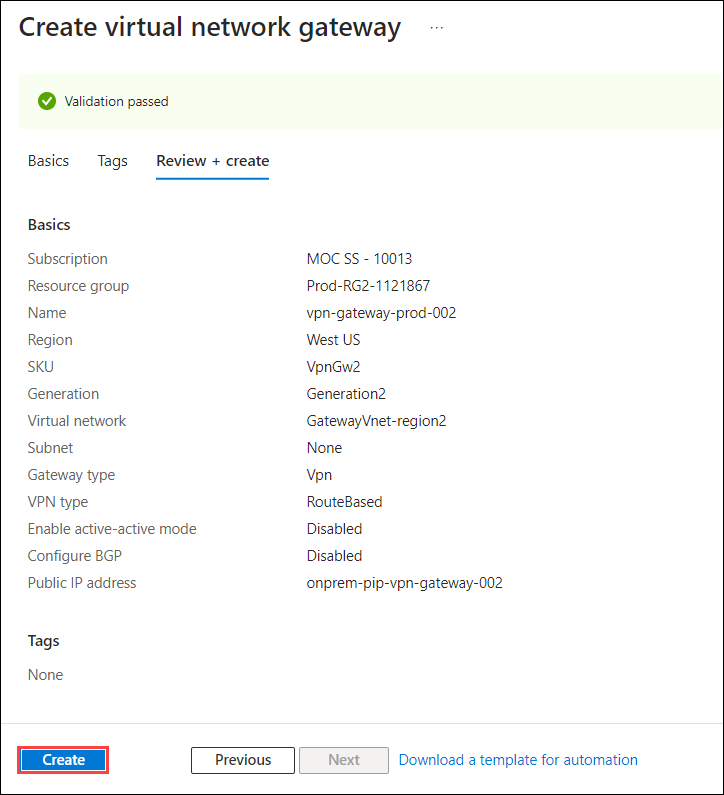 Create virtual network gateway ...
Validation passed
Basics Tags Review + create
Basics
Subscription MOC SS - 10013
Resource group Prod-RG2-1121867
Name vpn-gateway-prod-002
Region West US
SKU VpnGw2
Generation Generation2
Virtual network GatewayVnet-region2
Subnet None
Gateway type Vpn
VPN type RouteBased
Enable active-active mode Disabled
Configure BGP Disabled
Public IP address onprem-pip-vpn-gateway-002
Tags
None
Create Previous Next Download a template for automation